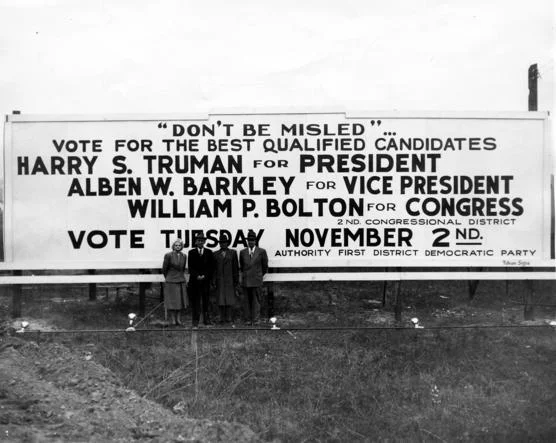 "DON'T BE MISLED"...
VOTE FOR THE BEST QUALIFIED CANDIDATES
HARRY S. TRUMAN FOR PRESIDENT
ALBEN W. BARKLEY FOR VICE PRESIDENT
WILLIAM P. BOLTON FOR CONGRESS
2ND. CONGRESSIONAL DISTRICT
VOTE TUESDAY NOVEMBER 2ND.
AUTHORITY FIRST DISTRICT DEMOCRATIC PARTY